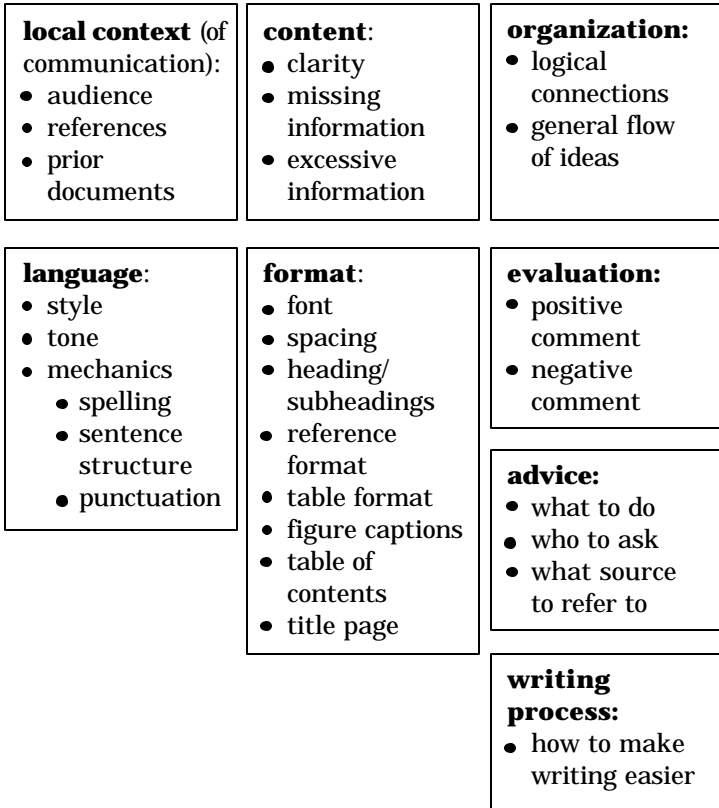 local context (of
communication):
• audience
• references
• prior
documents
content:
• clarity
• missing
information
• excessive
information
organization:
• logical
connections
• general flow
of ideas
language:
• style
• tone
• mechanics
• spelling
• sentence
structure
• punctuation
format:
• font
• spacing
• heading/
subheadings
• reference
format
• table format
• figure captions
• table of
contents
• title page
evaluation:
• positive
comment
• negative
comment
advice:
• what to do
• who to ask
• what source
to refer to
writing
process:
• how to make
writing easier